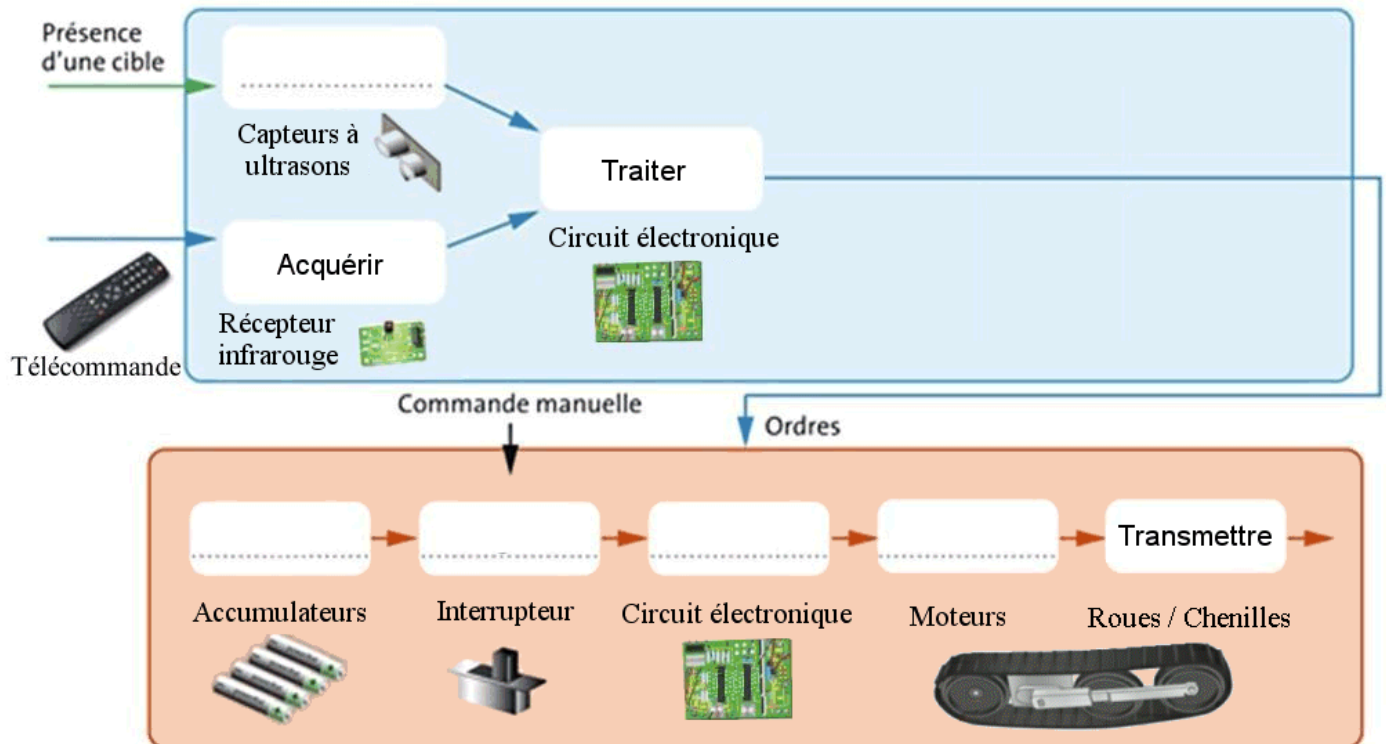 Présence
d'une cible
Capteurs à
ultrasons
Traiter
Circuit électronique
Acquérir
Récepteur
infrarouge
Télécommande
Commande manuelle
Ordres
Transmettre
Accumulateurs
Interrupteur
Circuit électronique
Moteurs
Roues / Chenilles